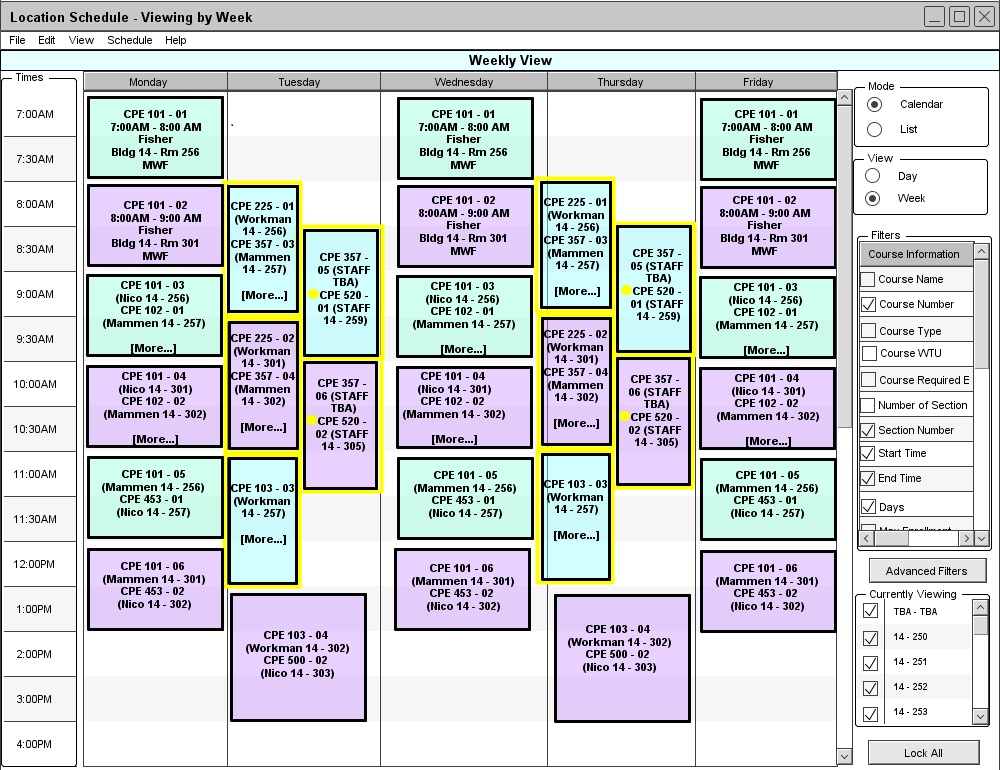 Location Schedule - Viewing by Week
File Edit View Schedule Help
Weekly View
Times
Monday Tuesday Wednesday Thursday Friday
7:00AM
7:30AM
8:00AM
8:30AM
9:00AM
9:30AM
10:00AM
10:30AM
11:00AM
11:30AM
12:00PM
1:00PM
2:00PM
3:00PM
4:00PM
CPE 101 - 01
7:00AM - 8:00 AM
Fisher
Bldg 14 - Rm 256
MWF
CPE 101 - 02
8:00AM - 9:00 AM
Fisher
Bldg 14 - Rm 301
MWF
CPE 101 - 03
(Nico 14 - 256)
CPE 102 - 01
(Mammen 14 - 257)
[More...]
CPE 101 - 04
(Nico 14 - 301)
CPE 102 - 02
(Mammen 14 - 302)
[More...]
CPE 101 - 05
(Mammen 14 - 256)
CPE 453 - 01
(Nico 14 - 257)
CPE 101 - 06
(Mammen 14 - 301)
CPE 453 - 02
(Nico 14 - 302)
CPE 225 - 01
(Workman
14 - 256)
CPE 357 - 03
(Mammen
14 - 257)
[More...]
CPE 357 -
05 (STAFF
TBA)
CPE 520 -
01 (STAFF
14 - 259)
CPE 225 - 02
(Workman
14 - 301)
CPE 357 - 04
(Mammen
14 - 302)
[More...]
CPE 357 -
06 (STAFF
TBA)
CPE 520 -
02 (STAFF
14 - 305)
CPE 103 - 03
(Workman
14 - 257)
[More...]
CPE 103 - 04
(Workman 14 - 302)
CPE 500 - 02
(Nico 14 - 303)
CPE 101 - 01
7:00AM - 8:00 AM
Fisher
Bldg 14 - Rm 256
MWF
CPE 101 - 02
8:00AM - 9:00 AM
Fisher
Bldg 14 - Rm 301
MWF
CPE 101 - 03
(Nico 14 - 256)
CPE 102 - 01
(Mammen 14 - 257)
[More...]
CPE 101 - 04
(Nico 14 - 301)
CPE 102 - 02
(Mammen 14 - 302)
[More...]
CPE 101 - 05
(Mammen 14 - 256)
CPE 453 - 01
(Nico 14 - 257)
CPE 101 - 06
(Mammen 14 - 301)
CPE 453 - 02
(Nico 14 - 302)
CPE 225 - 01
(Workman
14 - 256)
CPE 357 - 03
(Mammen
14 - 257)
[More...]
CPE 357 -
05 (STAFF
TBA)
CPE 520 -
01 (STAFF
14 - 259)
CPE 225 - 02
(Workman
14 - 301)
CPE 357 - 04
(Mammen
14 - 302)
[More...]
CPE 357 -
06 (STAFF
TBA)
CPE 520 -
02 (STAFF
14 - 305)
CPE 103 - 03
(Workman
14 - 257)
[More...]
CPE 103 - 04
(Workman 14 - 302)
CPE 500 - 02
(Nico 14 - 303)
CPE 101 - 01
7:00AM - 8:00 AM
Fisher
Bldg 14 - Rm 256
MWF
CPE 101 - 02
8:00AM - 9:00 AM
Fisher
Bldg 14 - Rm 301
MWF
CPE 101 - 03
(Nico 14 - 256)
CPE 102 - 01
(Mammen 14 - 257)
[More...]
CPE 101 - 04
(Nico 14 - 301)
CPE 102 - 02
(Mammen 14 - 302)
[More...]
CPE 101 - 05
(Mammen 14 - 256)
CPE 453 - 01
(Nico 14 - 257)
CPE 101 - 06
(Mammen 14 - 301)
CPE 453 - 02
(Nico 14 - 302)
Mode
Calendar
List
View
Day
Week
Filters
Course Information
Course Name
Course Number
Course Type
Course WTU
Course Required E
Number of Section
Section Number
Start Time
End Time
Days
Max Enrollment
Advanced Filters
Currently Viewing
TBA - TBA
14 - 250
14 - 251
14 - 252
14 - 253
Lock All